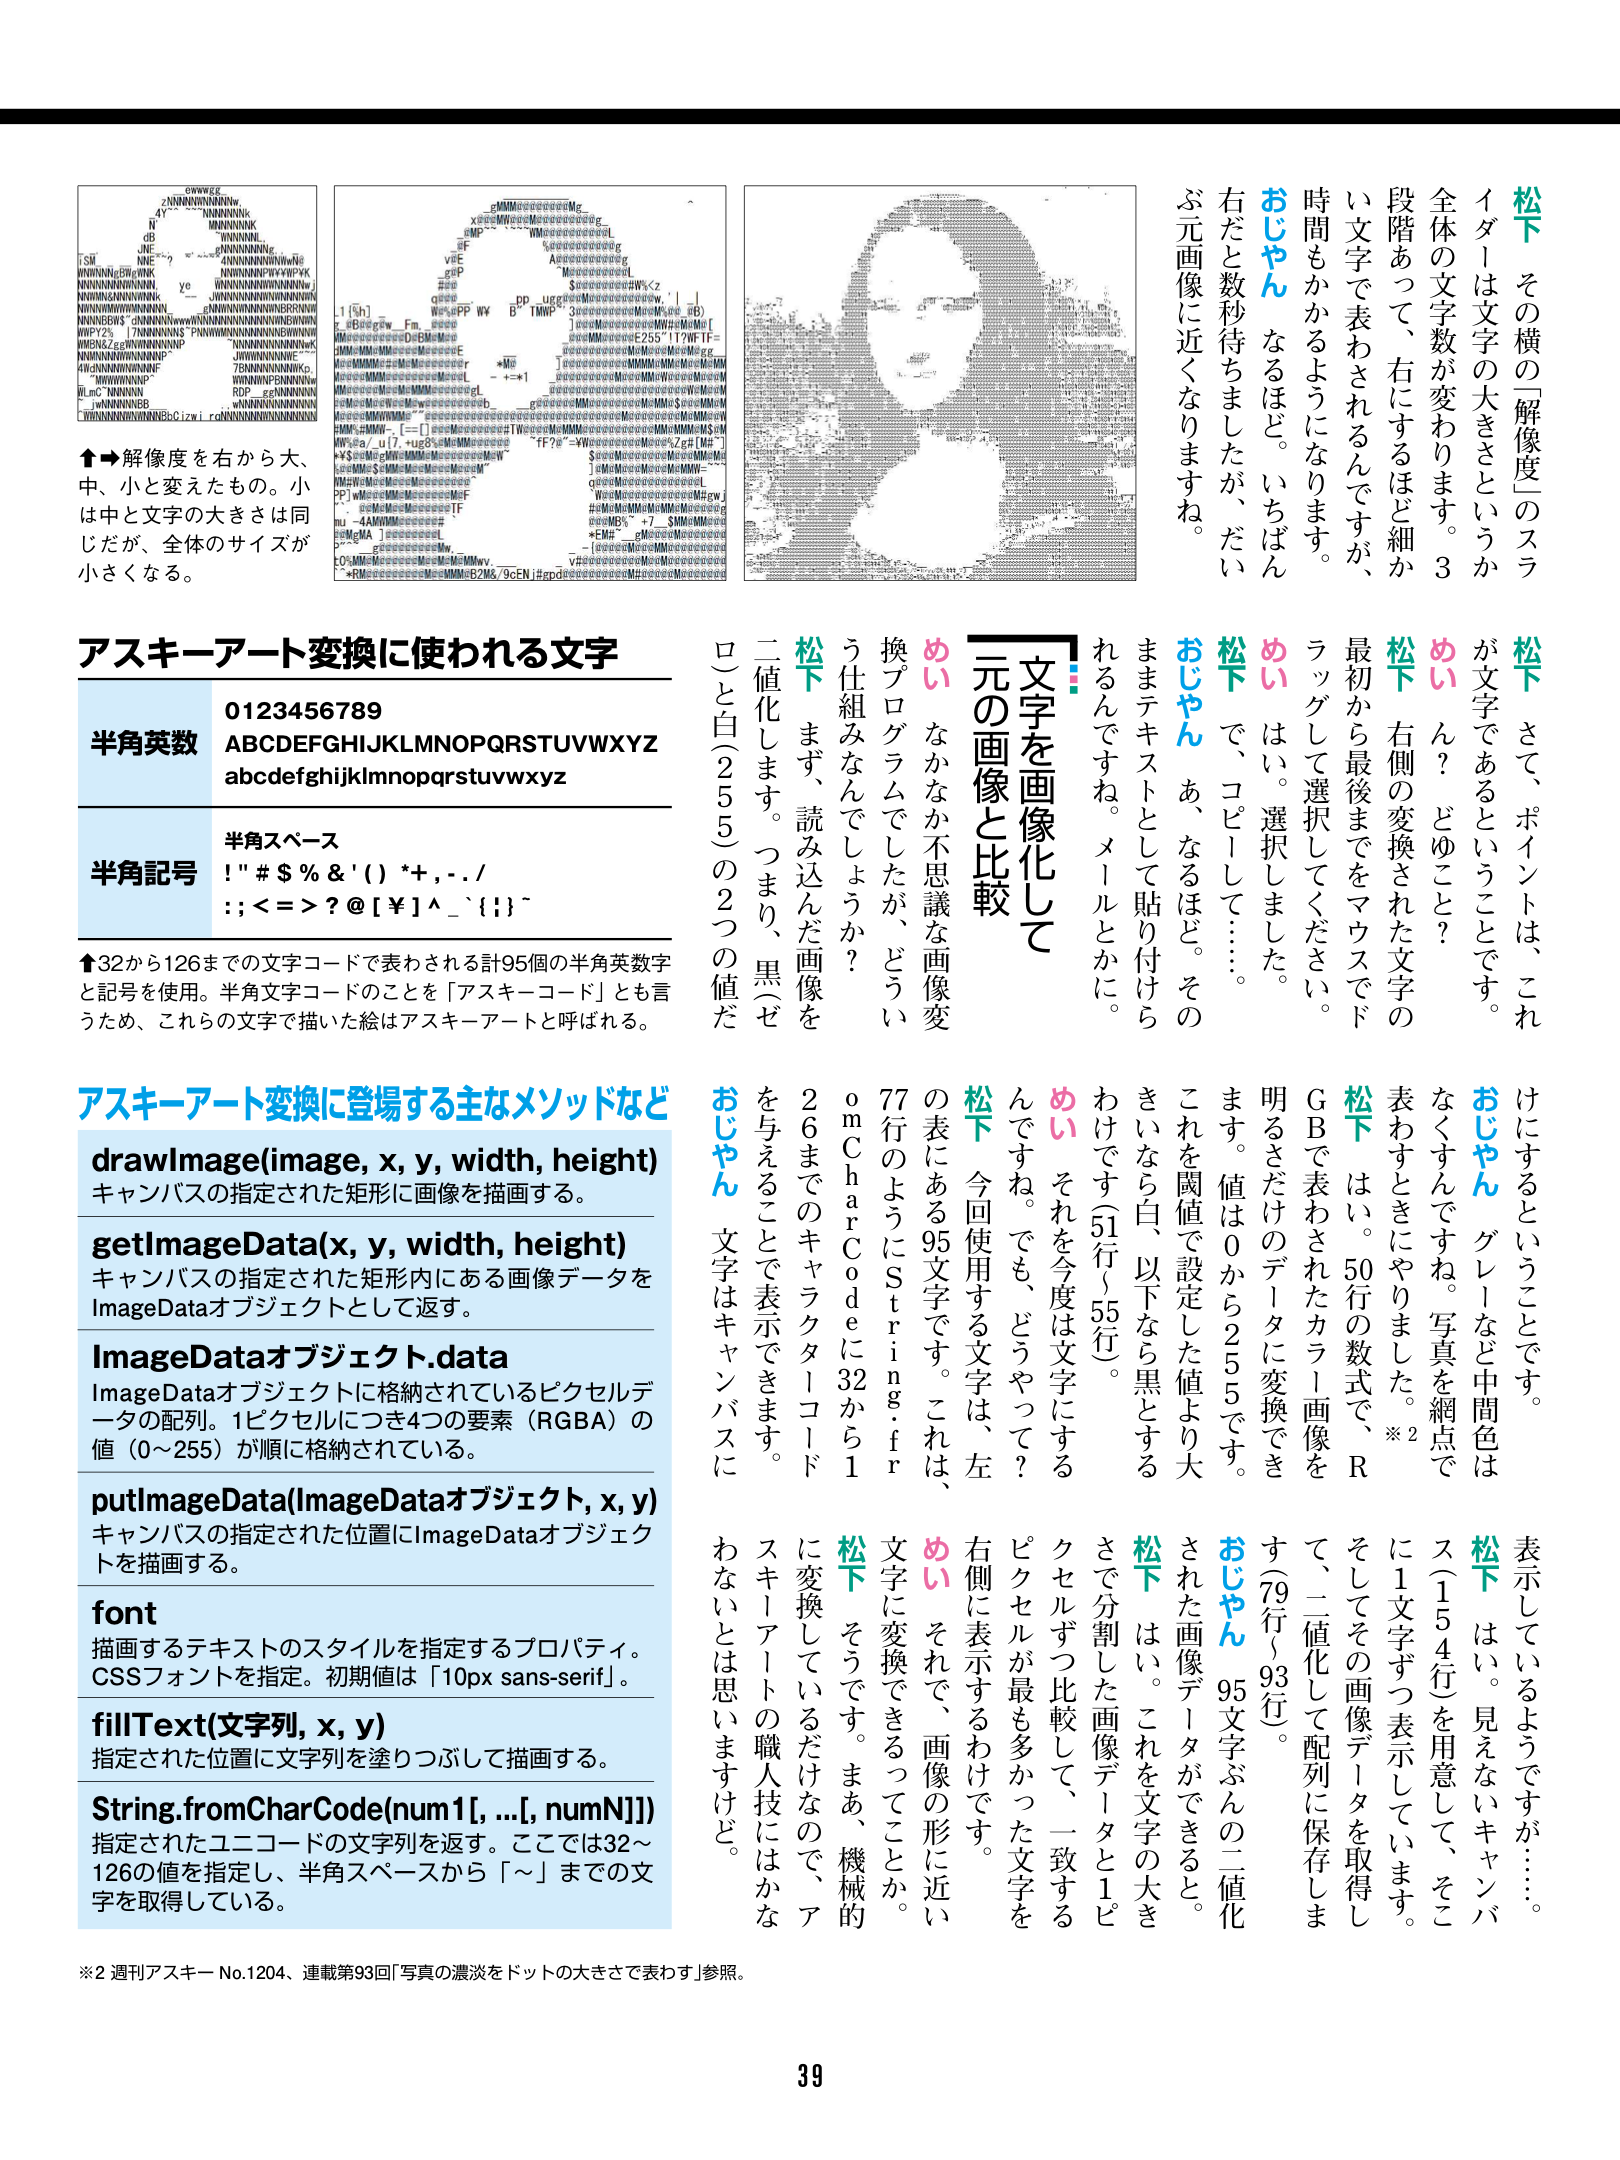 松下　その横の「解像度」のスラ
イダーは文字の大きさというか
全体の文字数が変わります。３
段階あって、右にするほど細か
い文字で表わされるんですが、
時間もかかるようになります。
おじやん　なるほど。いちばん
右だと数秒待ちましたが、だい
ぶ元画像に近くなりますね。
⬆➡解像度を右から大、
中、小と変えたもの。小
は中と文字の大きさは同
じだが、全体のサイズが
小さくなる。
松下　さて、ポイントは、これ
が文字であるということです。
めい　ん？　どゆこと？
松下　右側の変換された文字の
最初から最後までをマウスでド
ラッグして選択してください。
めい　はい。選択しました。
松下　で、コピーして……。
おじやん　あ、なるほど。その
ままテキストとして貼り付けら
れるんですね。メールとかに。
文字を画像化して
元の画像と比較
めい　なかなか不思議な画像変
換プログラムでしたが、どうい
う仕組みなんでしょうか？
松下　まず、読み込んだ画像を
二値化します。つまり、黒（ゼ
ロ）と白（２５５）の２つの値だ
けにするということです。
おじやん　グレーなど中間色は
なくすんですね。写真を網点で
表わすときにやりました。※2
松下　はい。50行の数式で、Ｒ
ＧＢで表わされたカラー画像を
明るさだけのデータに変換でき
ます。値は０から２５５です。
これを閾値で設定した値より大
きいなら白、以下なら黒とする
わけです（51行〜55行）。
めい　それを今度は文字にする
んですね。でも、どうやって？
松下　今回使用する文字は、左
の表にある95文字です。これは、
77行のようにＳｔｒｉｎｇ.ｆｒ
ｏｍＣｈａｒＣｏｄｅに32から１
２６までのキャラクターコード
を与えることで表示できます。
おじやん　文字はキャンバスに
表示しているようですが……。
松下　はい。見えないキャンバ
ス（１５４行）を用意して、そこ
に１文字ずつ表示しています。
そしてその画像データを取得し
て、二値化して配列に保存しま
す（79行〜93行）。
おじやん　95文字ぶんの二値化
された画像データができると。
松下　はい。これを文字の大き
さで分割した画像データと１ピ
クセルずつ比較して、一致する
ピクセルが最も多かった文字を
右側に表示するわけです。
めい　それで、画像の形に近い
文字に変換できるってことか。
松下　そうです。まあ、機械的
に変換しているだけなので、ア
スキーアートの職人技にはかな
わないとは思いますけど。
アスキーアート変換に使われる文字
半角英数
0123456789
ABCDEFGHIJKLMNOPQRSTUVWXYZ
abcdefghijklmnopqrstuvwxyz
半角記号
半角スペース
! " # $ % & ' ( ) * + , - . /
: ; < = > ? @ [ ¥ ] ^ _ ` { ¦ } ~
⬆32から126までの文字コードで表わされる計95個の半角英数字
と記号を使用。半角文字コードのことを「アスキーコード」とも言
うため、これらの文字で描いた絵はアスキーアートと呼ばれる。
アスキーアート変換に登場する主なメソッドなど
drawImage(image, x, y, width, height)
キャンバスの指定された矩形に画像を描画する。
getImageData(x, y, width, height)
キャンバスの指定された矩形内にある画像データを
ImageDataオブジェクトとして返す。
ImageDataオブジェクト.data
ImageDataオブジェクトに格納されているピクセルデ
ータの配列。1ピクセルにつき4つの要素（RGBA）の
値（0〜255）が順に格納されている。
putImageData(ImageDataオブジェクト, x, y)
キャンバスの指定された位置にImageDataオブジェク
トを描画する。
font
描画するテキストのスタイルを指定するプロパティ。
CSSフォントを指定。初期値は「10px sans-serif」。
fillText(文字列, x, y)
指定された位置に文字列を塗りつぶして描画する。
String.fromCharCode(num1[, ...[, numN]])
指定されたユニコードの文字列を返す。ここでは32〜
126の値を指定し、半角スペースから「〜」までの文
字を取得している。
※2 週刊アスキー No.1204、連載第93回「写真の濃淡をドットの大きさで表わす」参照。
39